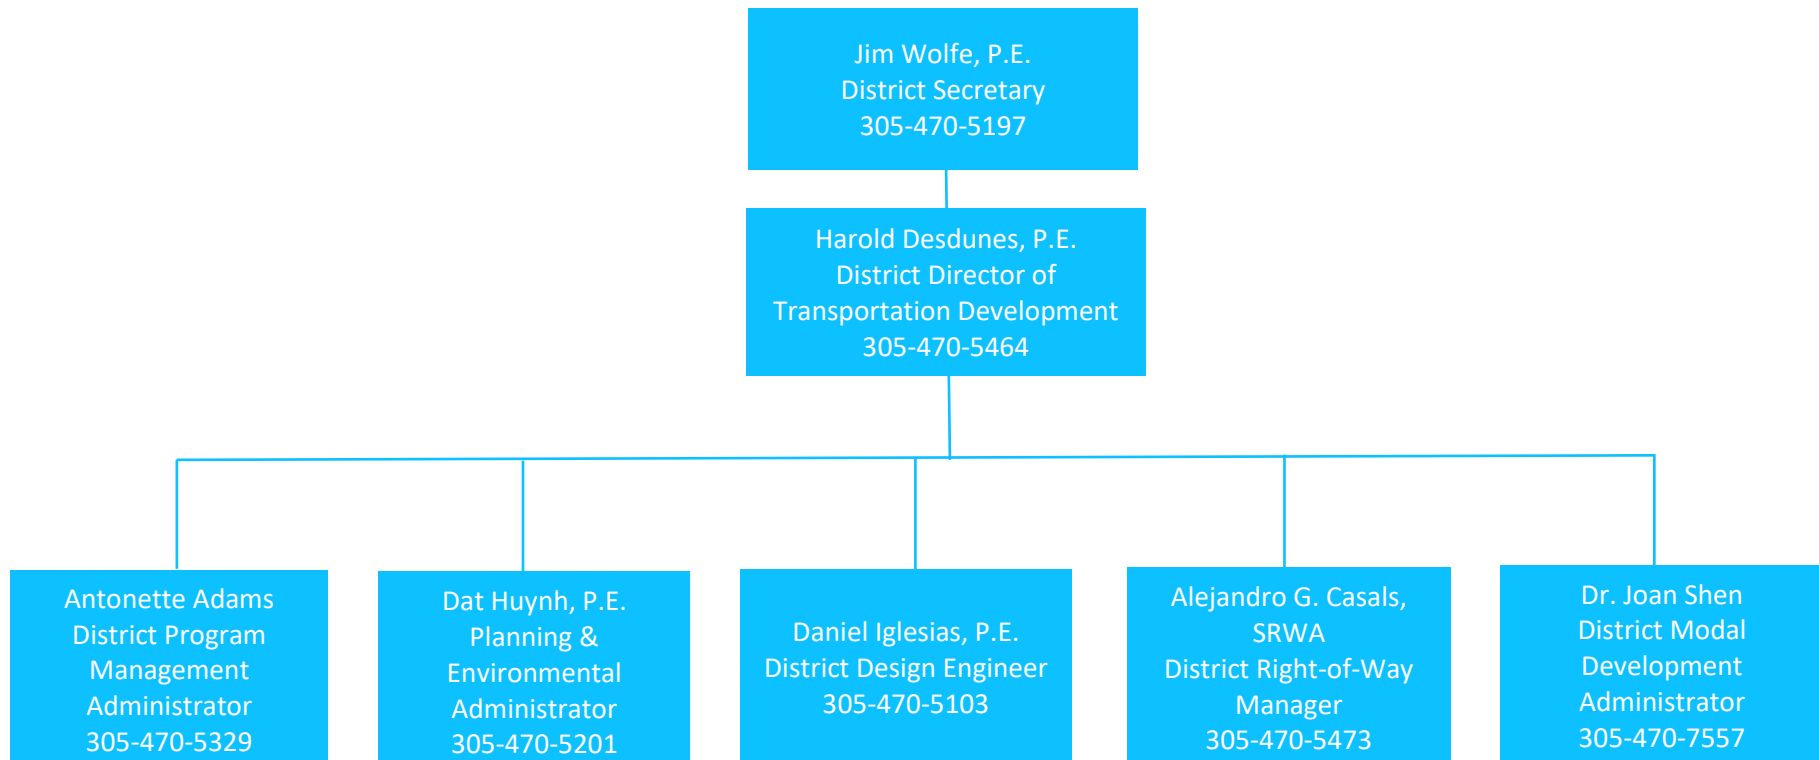 Jim Wolfe, P.E.
District Secretary
305-470-5197
Harold Desdunes, P.E.
District Director of
Transportation Development
305-470-5464
Antonette Adams
District Program
Management
Administrator
305-470-5329
Dat Huynh, P.E.
Planning &
Environmental
Administrator
305-470-5201
Daniel Iglesias, P.E.
District Design Engineer
305-470-5103
Alejandro G. Casals,
SRWA
District Right-of-Way
Manager
305-470-5473
Dr. Joan Shen
District Modal
Development
Administrator
305-470-7557